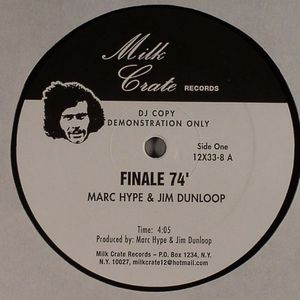 Milk
Crate RECORDS
DJ COPY
DEMONSTRATION ONLY
Side One
12X33-8 A
FINALE 74'
MARC HYPE & JIM DUNLOOP
Time: 4:05
Produced by: Marc Hype & Jim Dunloop
Milk Crate Records – P.O. Box 1234, N.Y.
N.Y. 10027, milkcrate12@hotmail.com